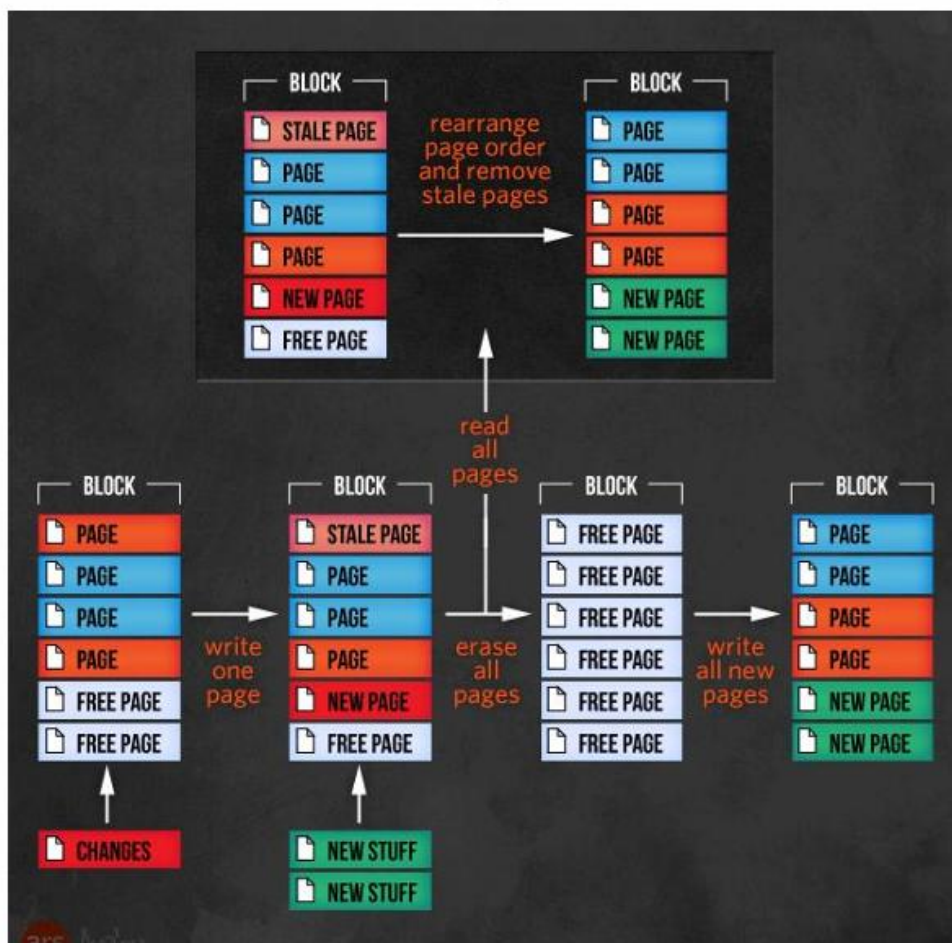 BLOCK
STALE PAGE
PAGE
PAGE
PAGE
NEW PAGE
FREE PAGE
rearrange
page order
and remove
stale pages
BLOCK
PAGE
PAGE
PAGE
PAGE
NEW PAGE
NEW PAGE
read
all
pages
BLOCK
PAGE
PAGE
PAGE
PAGE
FREE PAGE
FREE PAGE
CHANGES
write
one
page
BLOCK
STALE PAGE
PAGE
PAGE
PAGE
NEW PAGE
FREE PAGE
NEW STUFF
NEW STUFF
erase
all
pages
BLOCK
FREE PAGE
FREE PAGE
FREE PAGE
FREE PAGE
FREE PAGE
FREE PAGE
write
all new
pages
BLOCK
PAGE
PAGE
PAGE
PAGE
NEW PAGE
NEW PAGE
ars